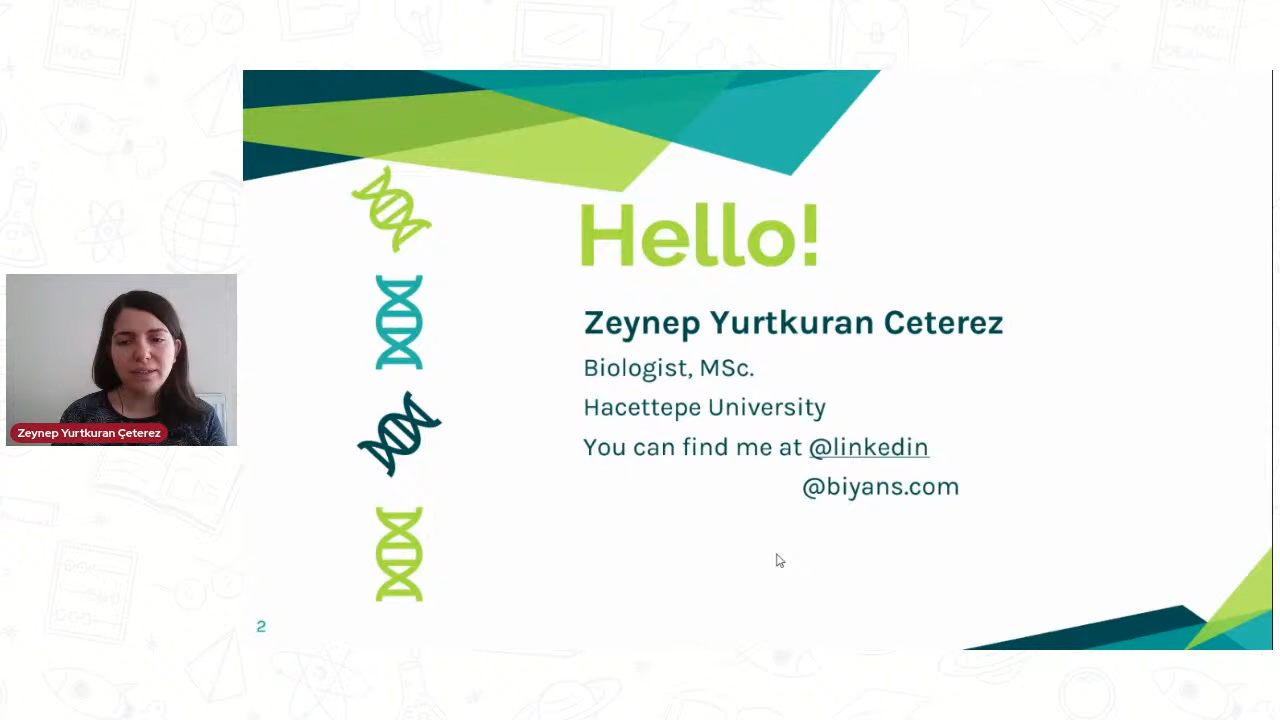 Hello!
Zeynep Yurtkuran Ceterez
Biologist, MSc.
Hacettepe University
You can find me at @linkedin
@biyans.com
Zeynep Yurtkuran Çeterez
2